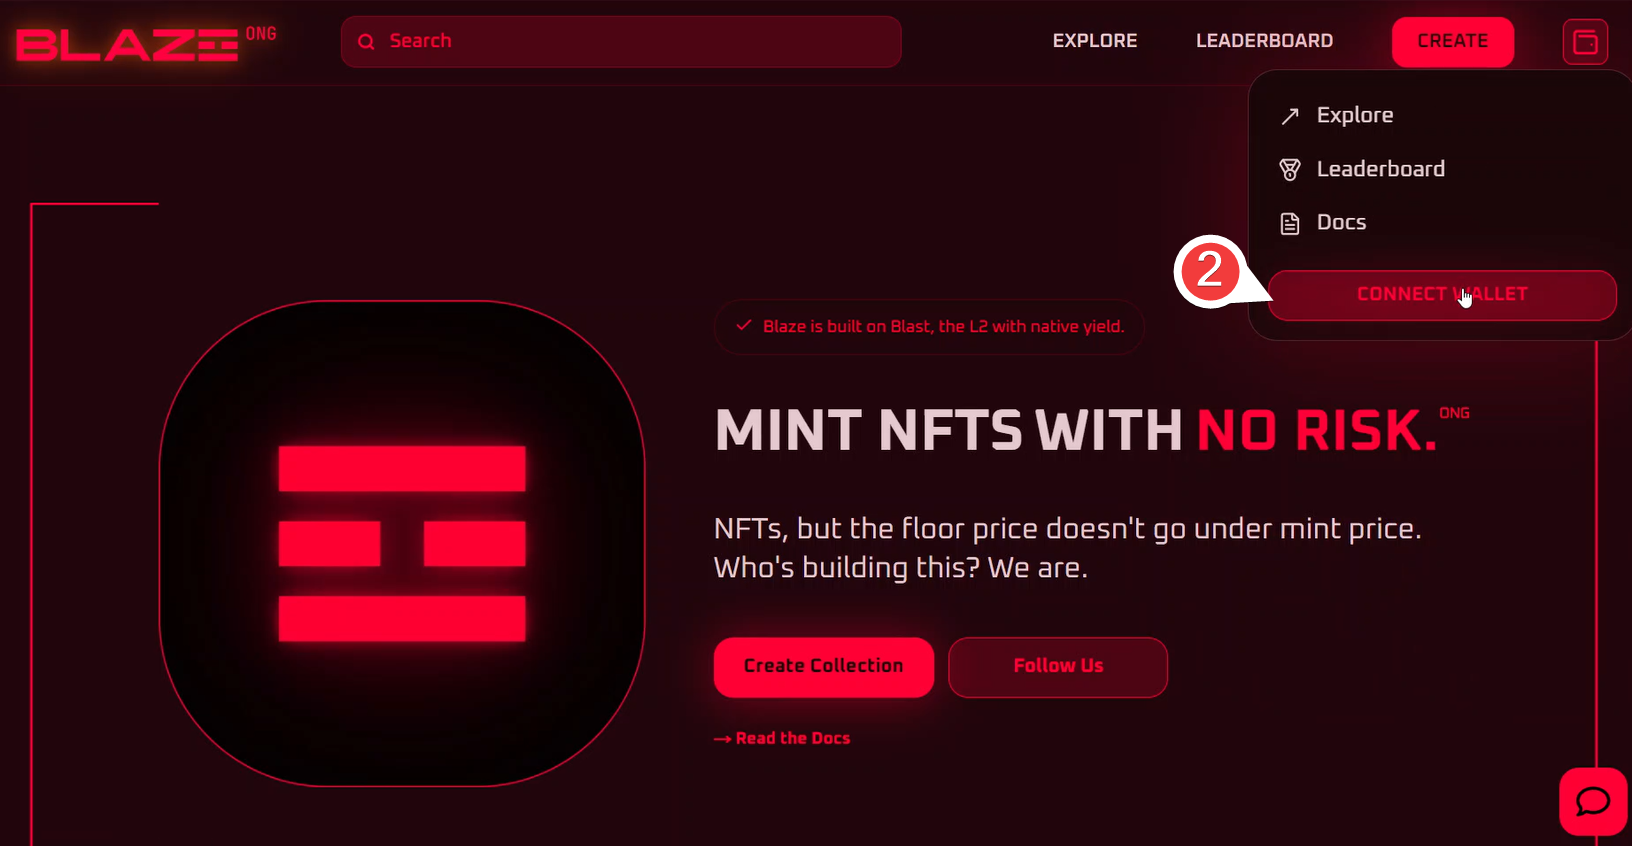 BLAZE ONG
Search
EXPLORE
LEADERBOARD
CREATE
Explore
Leaderboard
Docs
2
CONNECT WALLET
Blaze is built on Blast, the L2 with native yield.
MINT NFTS WITH NO RISK. ONG
NFTs, but the floor price doesn't go under mint price.
Who's building this? We are.
Create Collection
Follow Us
→ Read the Docs